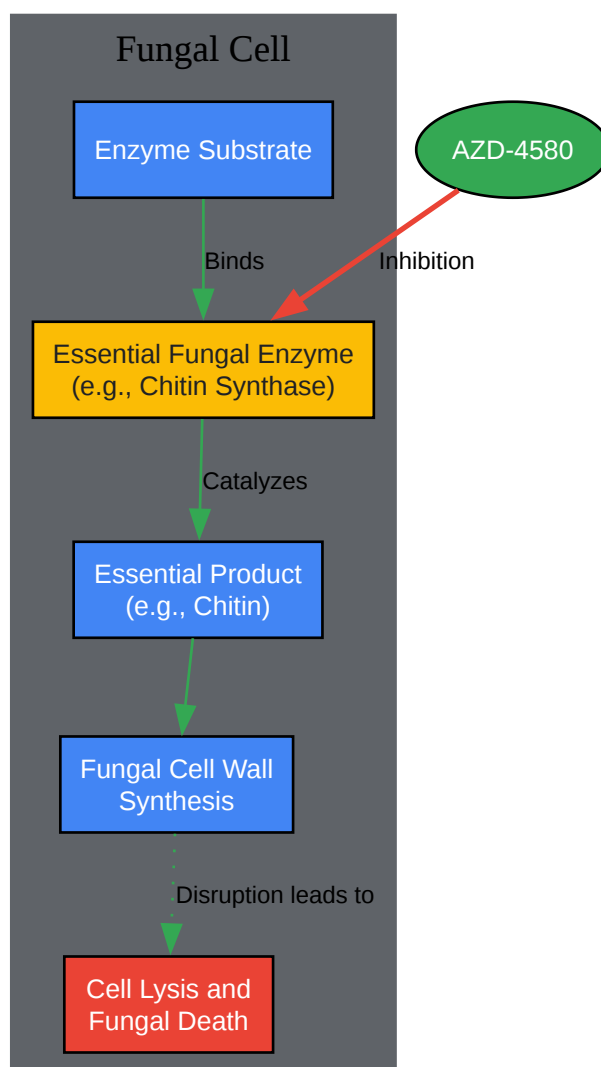 Fungal Cell
Enzyme Substrate
AZD-4580
Binds
Inhibition
Essential Fungal Enzyme
(e.g., Chitin Synthase)
Catalyzes
Essential Product
(e.g., Chitin)
Fungal Cell Wall
Synthesis
Disruption leads to
Cell Lysis and
Fungal Death